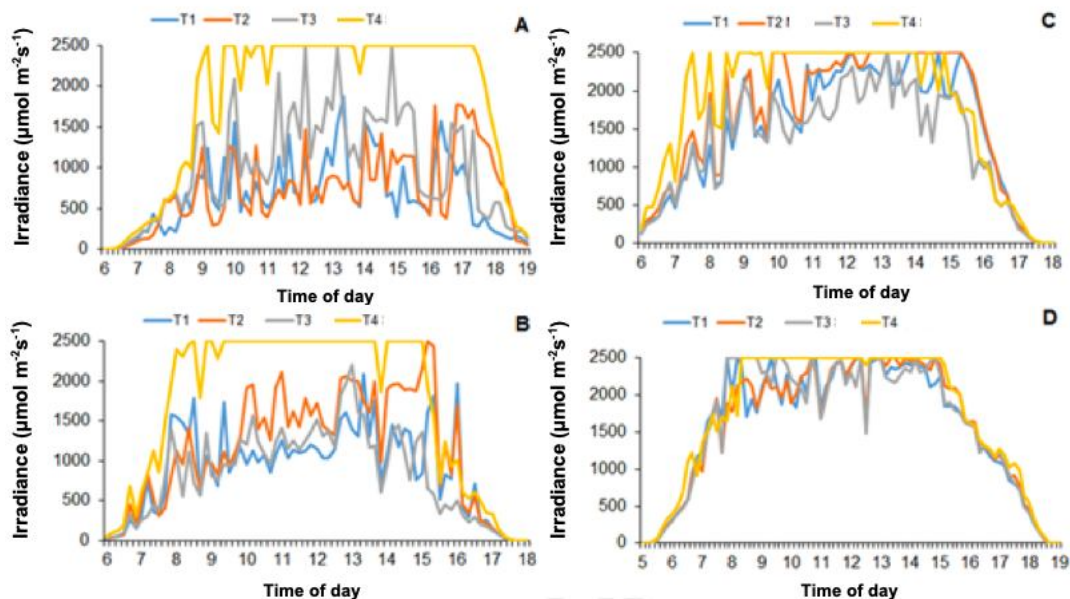 T1 T2 T3 T4 :
A
Irradiance (µmol m⁻²s⁻¹)
2500
2000
1500
1000
500
0
6 7 8 9 10 11 12 13 14 15 16 17 18 19
Time of day
T1 T2 I T3 T4 :
C
Irradiance (µmol m⁻²s⁻¹)
2500
2000
1500
1000
500
0
6 7 8 9 10 11 12 13 14 15 16 17 18
Time of day
T1 T2 T3 T4 :
B
Irradiance (µmol m⁻²s⁻¹)
2500
2000
1500
1000
500
0
6 7 8 9 10 11 12 13 14 15 16 17 18
Time of day
T1 T2 T3 : T4
D
Irradiance (µmol m⁻²s⁻¹)
2500
2000
1500
1000
500
0
5 6 7 8 9 10 11 12 13 14 15 16 17 18 19
Time of day